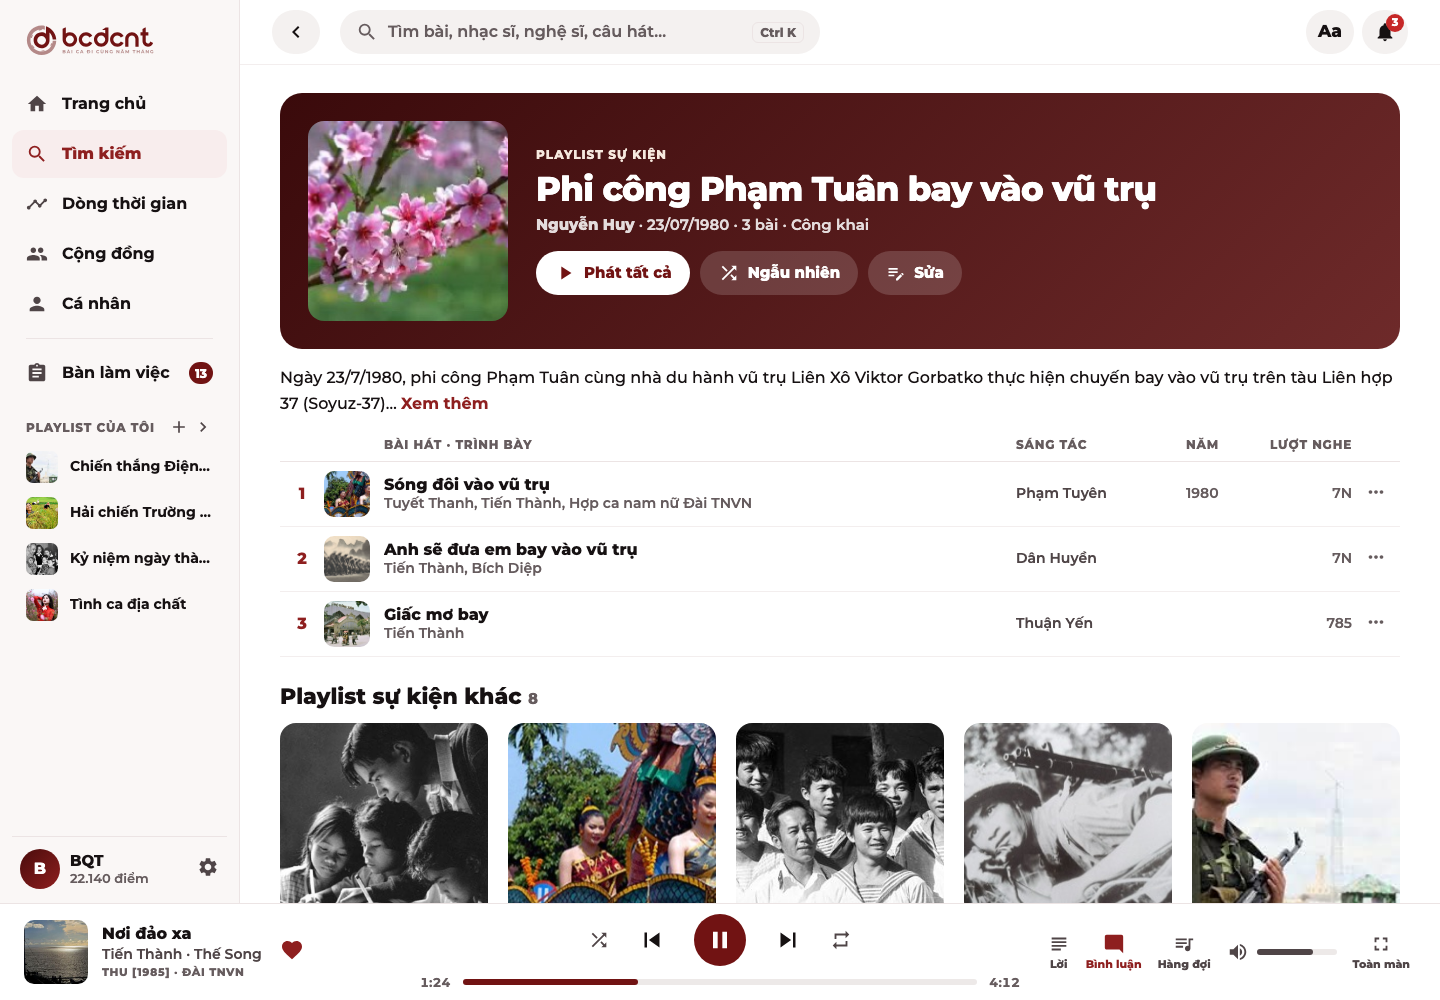 bcdcnt
BÀI CA ĐI CÙNG NĂM THÁNG
Trang chủ
Tìm kiếm
Dòng thời gian
Cộng đồng
Cá nhân
Bàn làm việc 13
PLAYLIST CỦA TÔI
Chiến thắng Điện...
Hải chiến Trường ...
Kỷ niệm ngày thà...
Tình ca địa chất
B
BQT
22.140 điểm
Tìm bài, nhạc sĩ, nghệ sĩ, câu hát...
Ctrl K
Aa
3
PLAYLIST SỰ KIỆN
Phi công Phạm Tuân bay vào vũ trụ
Nguyễn Huy · 23/07/1980 · 3 bài · Công khai
Phát tất cả
Ngẫu nhiên
Sửa
Ngày 23/7/1980, phi công Phạm Tuân cùng nhà du hành vũ trụ Liên Xô Viktor Gorbatko thực hiện chuyến bay vào vũ trụ trên tàu Liên hợp
37 (Soyuz-37)... Xem thêm
BÀI HÁT · TRÌNH BÀY SÁNG TÁC NĂM LƯỢT NGHE
1 Sóng đôi vào vũ trụ
Tuyết Thanh, Tiến Thành, Hợp ca nam nữ Đài TNVN
Phạm Tuyên 1980 7N
2 Anh sẽ đưa em bay vào vũ trụ
Tiến Thành, Bích Diệp
Dân Huyền 7N
3 Giấc mơ bay
Tiến Thành
Thuận Yến 785
Playlist sự kiện khác 8
Nơi đảo xa
Tiến Thành · Thế Song
THU [1985] · ĐÀI TNVN
1:24
4:12
Lời
Bình luận
Hàng đợi
Toàn màn